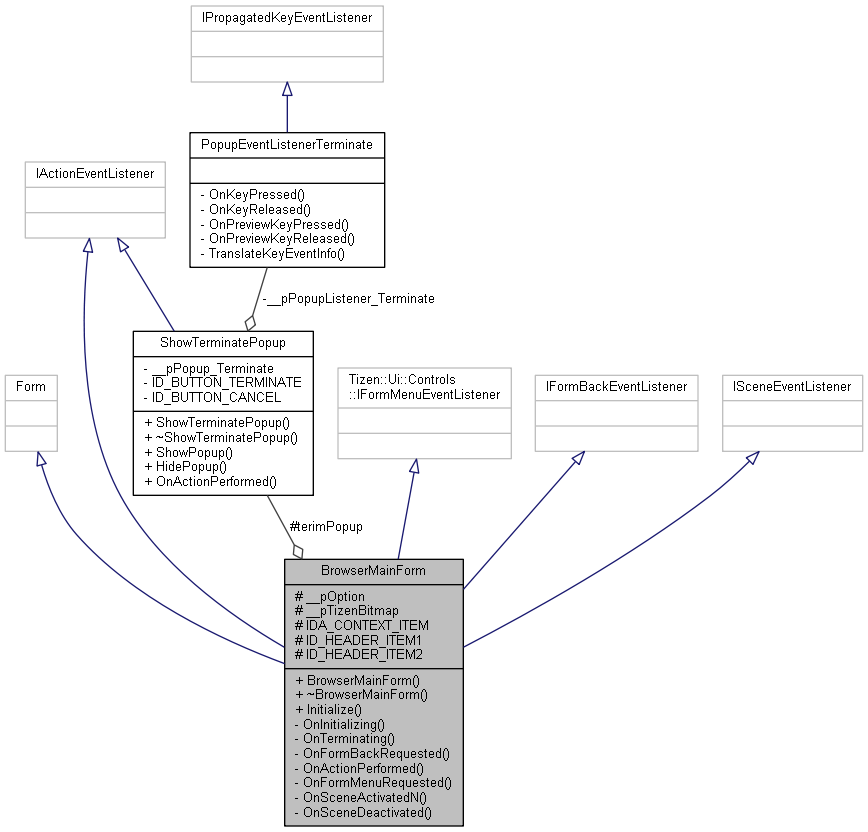 IPropagatedKeyEventListener
PopupEventListenerTerminate
- OnKeyPressed()
- OnKeyReleased()
- OnPreviewKeyPressed()
- OnPreviewKeyReleased()
- TranslateKeyEventInfo()
IActionEventListener
-__pPopupListener_Terminate
ShowTerminatePopup
- __pPopup_Terminate
- ID_BUTTON_TERMINATE
- ID_BUTTON_CANCEL
+ ShowTerminatePopup()
+ ~ShowTerminatePopup()
+ ShowPopup()
+ HidePopup()
+ OnActionPerformed()
Form
Tizen::Ui::Controls
::IFormMenuEventListener
IFormBackEventListener
ISceneEventListener
#terimPopup
BrowserMainForm
# __pOption
# __pTizenBitmap
# IDA_CONTEXT_ITEM
# ID_HEADER_ITEM1
# ID_HEADER_ITEM2
+ BrowserMainForm()
+ ~BrowserMainForm()
+ Initialize()
- OnInitializing()
- OnTerminating()
- OnFormBackRequested()
- OnActionPerformed()
- OnFormMenuRequested()
- OnSceneActivatedN()
- OnSceneDeactivated()